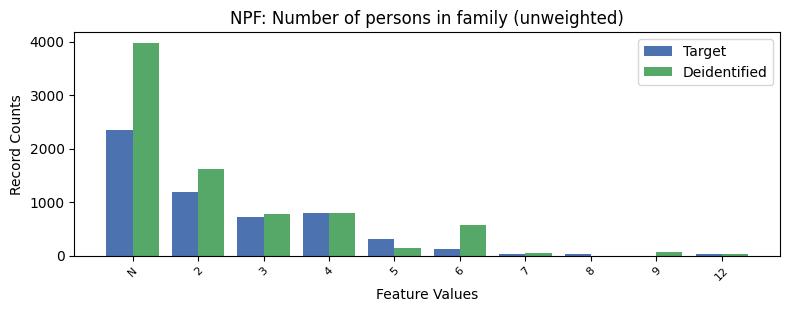 NPF: Number of persons in family (unweighted)
Target
Deidentified
Record Counts
4000
3000
2000
1000
0
N 2 3 4 5 6 7 8 9 12
Feature Values